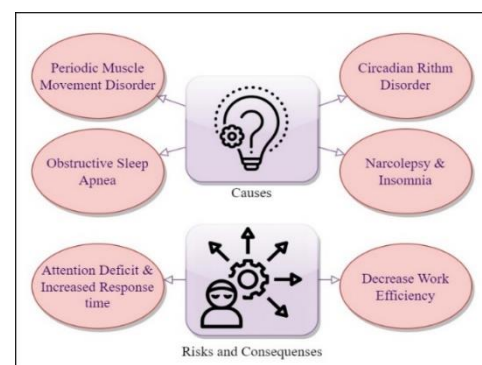 Periodic Muscle
Movement Disorder
Circadian Rithm
Disorder
Obstructive Sleep
Apnea
Narcolepsy &
Insomnia
Causes
Attention Deficit &
Increased Response
time
Decrease Work
Efficiency
Risks and Consequenses